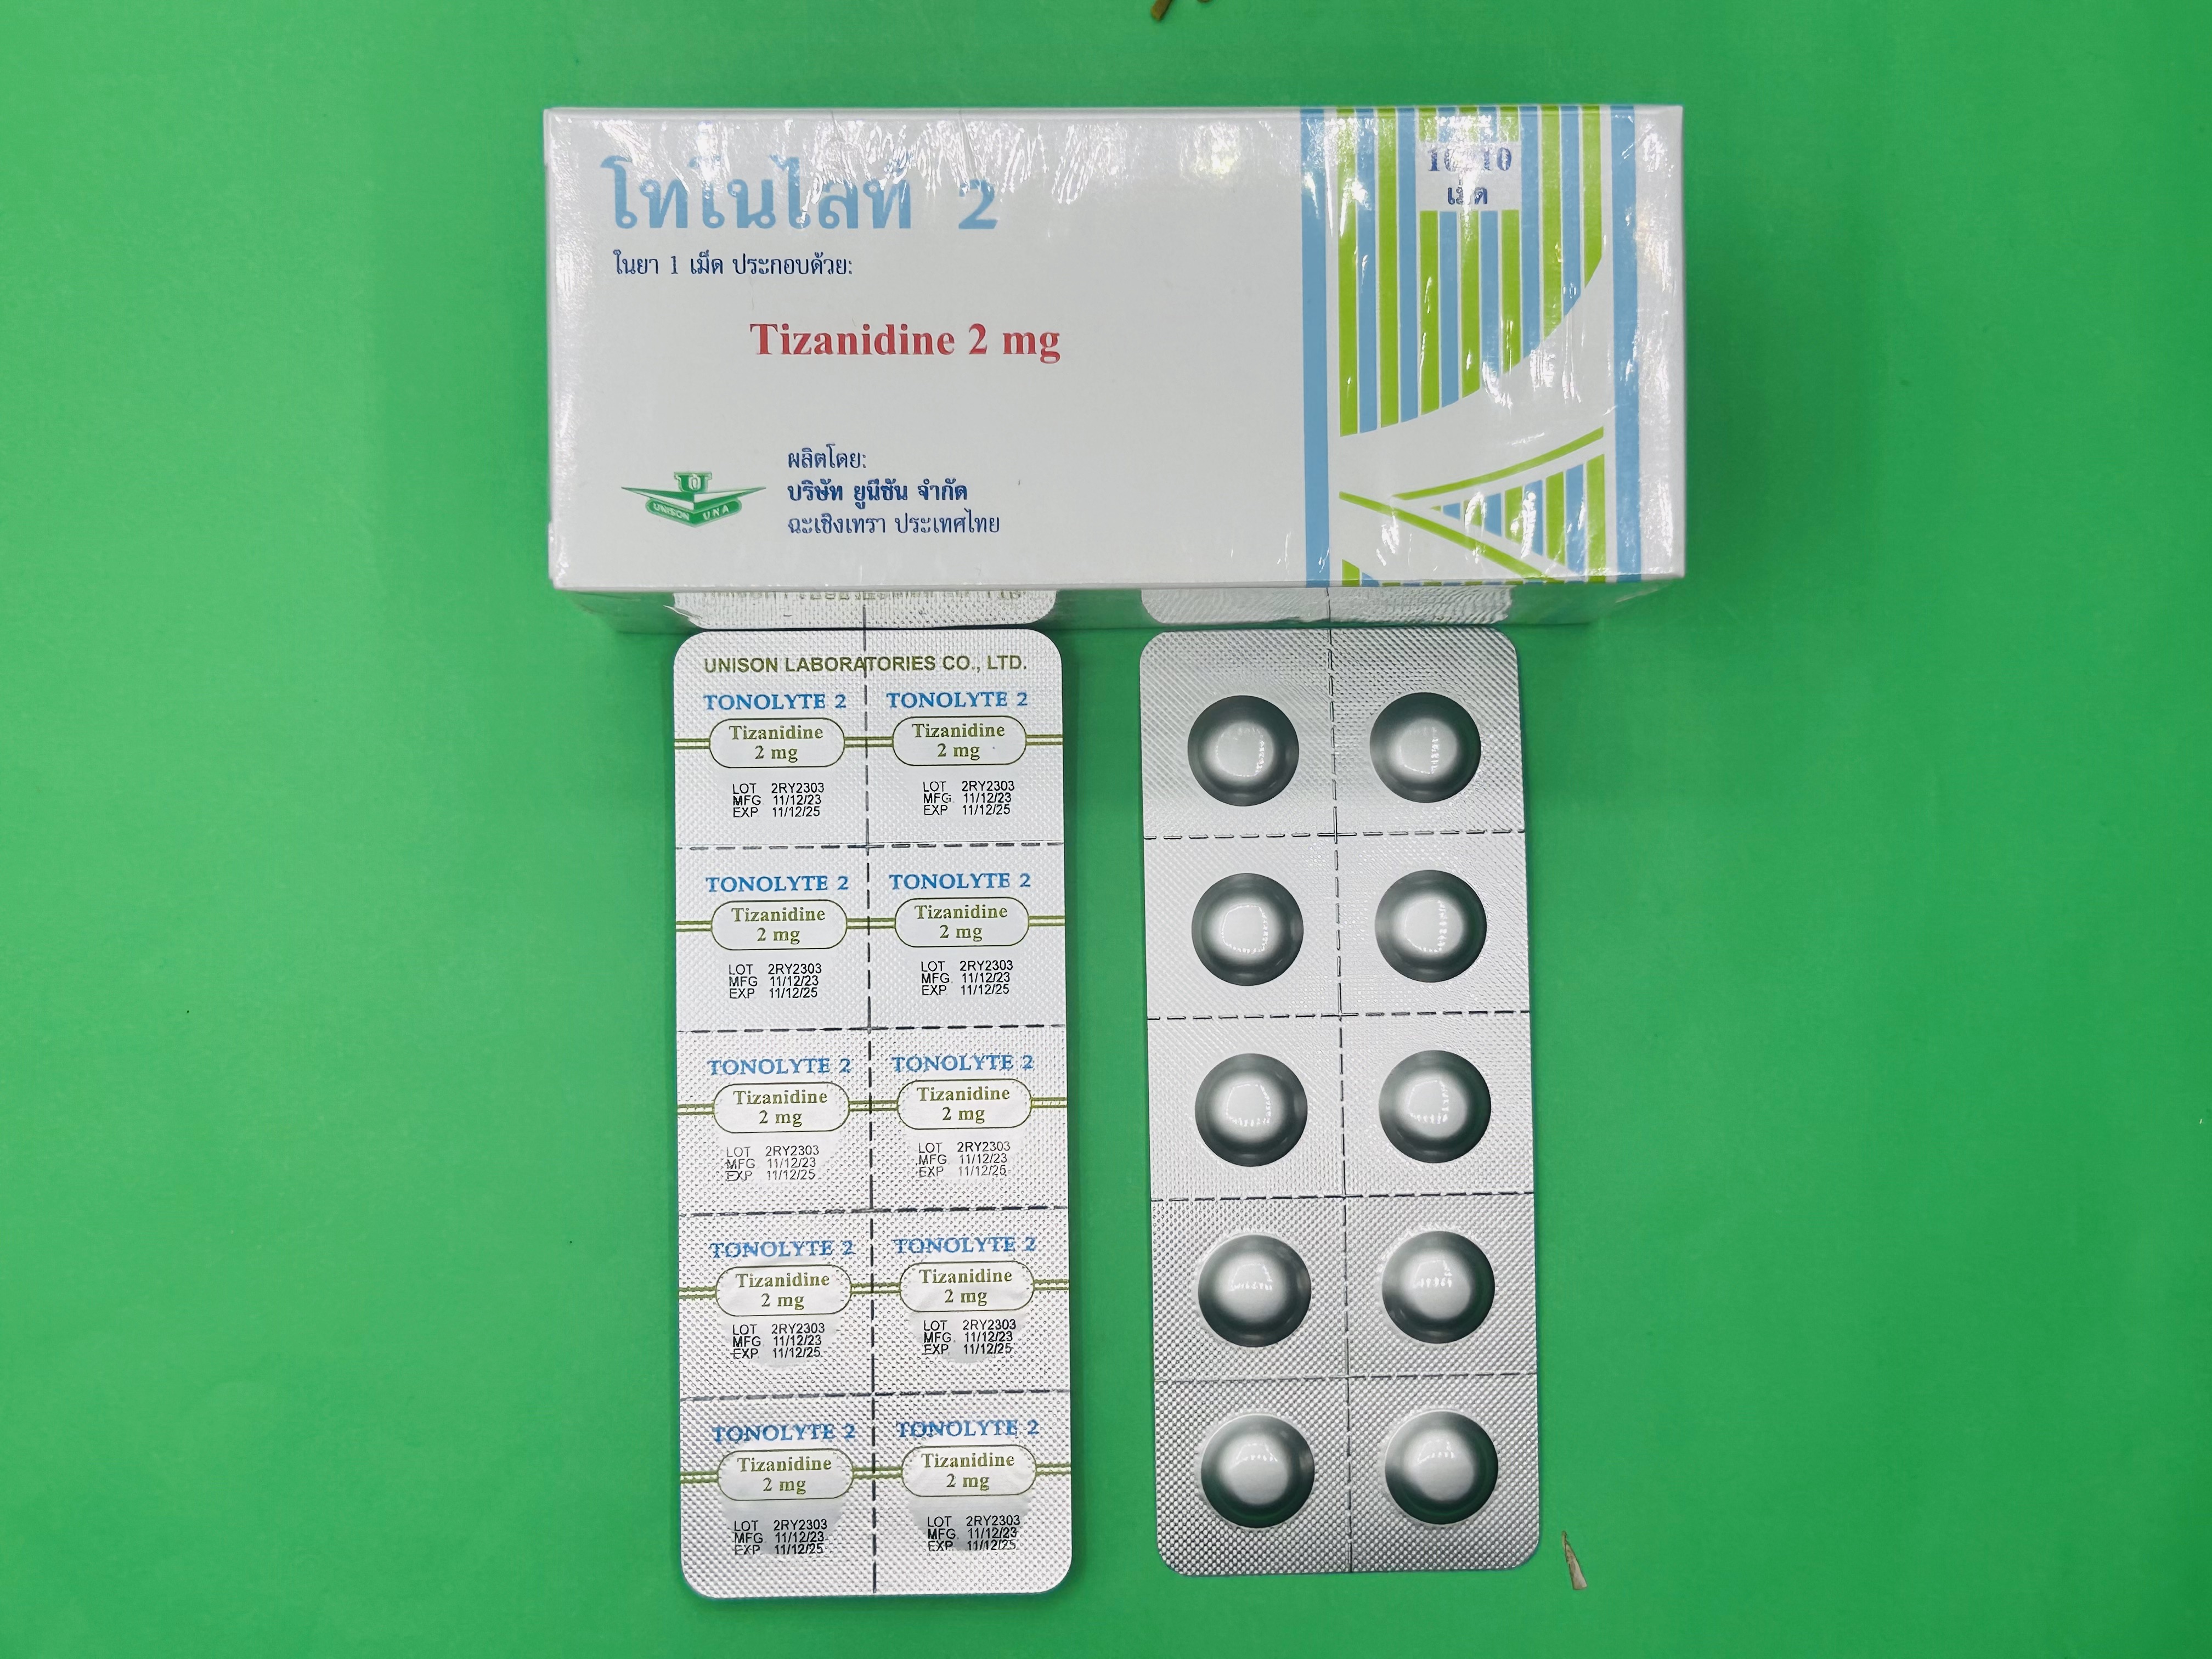 โทโนไลท์ 2
10x10
เม็ด
ในยา 1 เม็ด ประกอบด้วย:
Tizanidine 2 mg
ผลิตโดย:
บริษัท ยูนีซัน จำกัด
ฉะเชิงเทรา ประเทศไทย
U
UNISON UNA
UNISON LABORATORIES CO., LTD.
TONOLYTE 2 TONOLYTE 2
Tizanidine Tizanidine
2 mg 2 mg
LOT 2RY2303 LOT 2RY2303
MFG 11/12/23 MFG 11/12/23
EXP 11/12/25 EXP 11/12/25
TONOLYTE 2 TONOLYTE 2
Tizanidine Tizanidine
2 mg 2 mg
LOT 2RY2303 LOT 2RY2303
MFG 11/12/23 MFG 11/12/23
EXP 11/12/25 EXP 11/12/25
TONOLYTE 2 TONOLYTE 2
Tizanidine Tizanidine
2 mg 2 mg
LOT 2RY2303 LOT 2RY2303
MFG 11/12/23 MFG 11/12/23
EXP 11/12/25 EXP 11/12/25
TONOLYTE 2 TONOLYTE 2
Tizanidine Tizanidine
2 mg 2 mg
LOT 2RY2303 LOT 2RY2303
MFG 11/12/23 MFG 11/12/23
EXP 11/12/25 EXP 11/12/25
TONOLYTE 2 TONOLYTE 2
Tizanidine Tizanidine
2 mg 2 mg
LOT 2RY2303 LOT 2RY2303
MFG 11/12/23 MFG 11/12/23
EXP 11/12/25 EXP 11/12/25